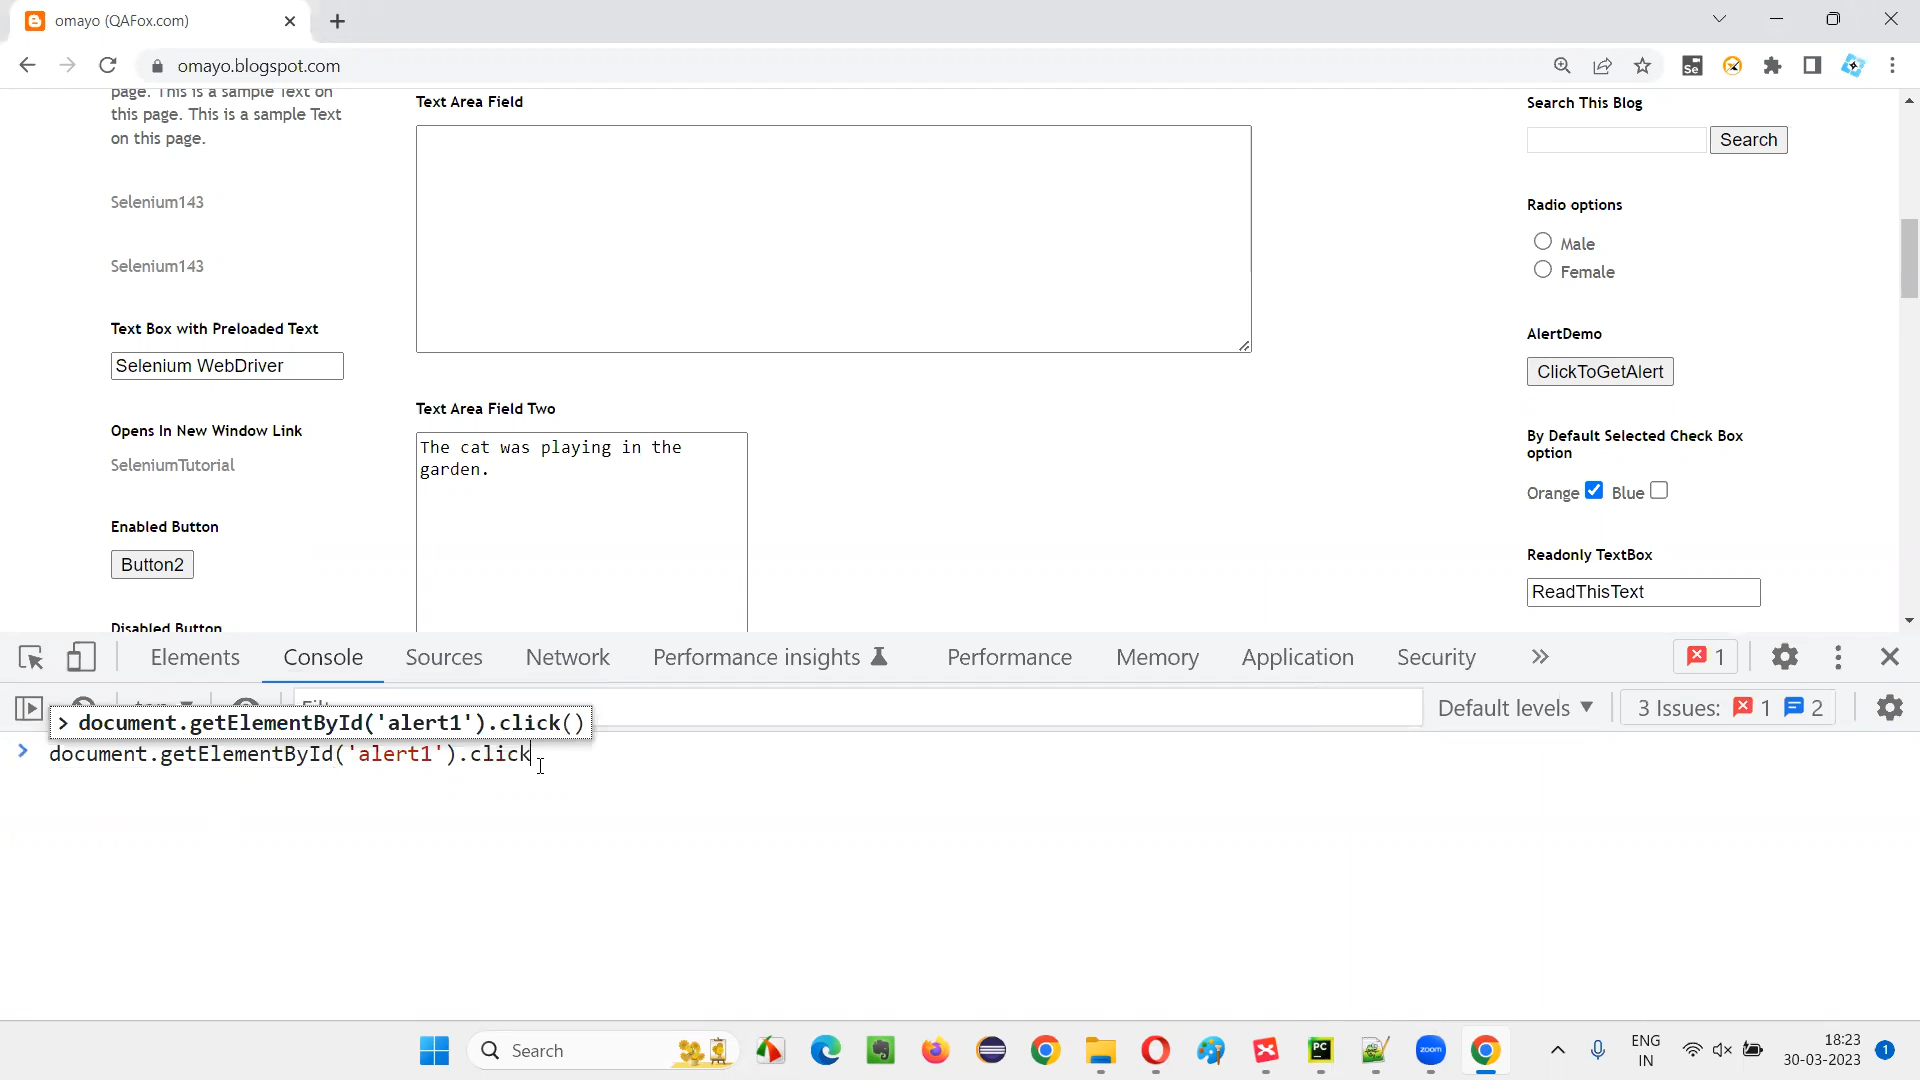 omayo (QAFox.com)
omayo.blogspot.com
page. This is a sample Text on
this page. This is a sample Text
on this page.
Selenium143
Selenium143
Text Box with Preloaded Text
Selenium WebDriver
Opens In New Window Link
SeleniumTutorial
Enabled Button
Button2
Disabled Button
Text Area Field
Text Area Field Two
The cat was playing in the
garden.
Search This Blog
Search
Radio options
Male
Female
AlertDemo
ClickToGetAlert
By Default Selected Check Box
option
Orange Blue
Readonly TextBox
ReadThisText
Elements Console Sources Network Performance insights Performance Memory Application Security » 1
Default levels ▼ 3 Issues: 1 2
> document.getElementById('alert1').click()
> document.getElementById('alert1').click
Search
Se
PC
zoom
ENG
IN
18:23
30-03-2023
1